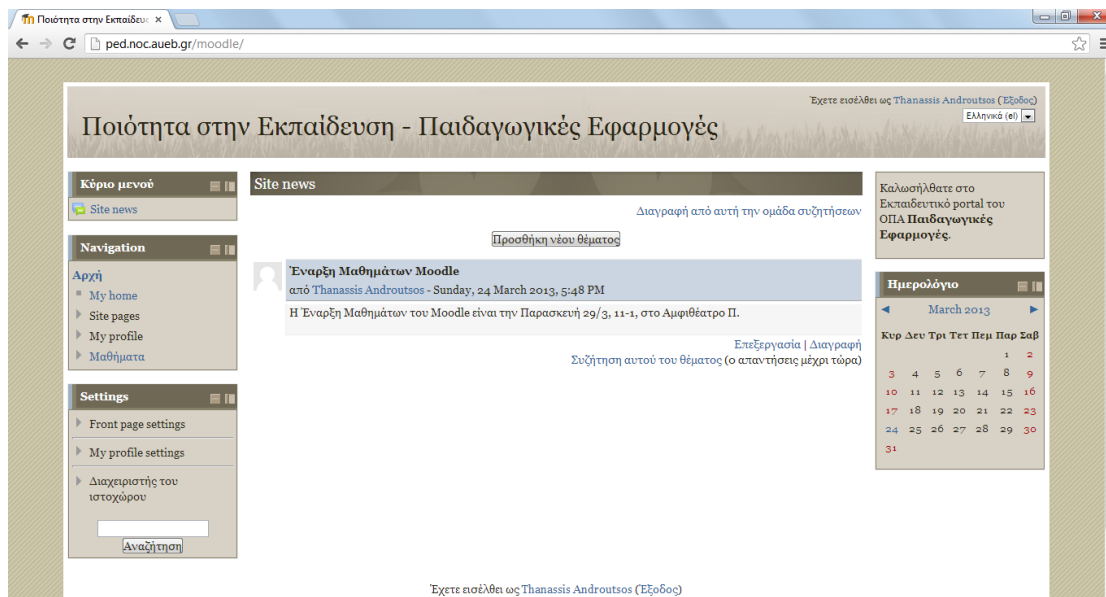 Ποιότητα στην Εκπαίδευσ
ped.noc.aueb.gr/moodle/
Έχετε εισέλθει ως Thanassis Androutsos (Έξοδος)
Ελληνικά (el)
Ποιότητα στην Εκπαίδευση - Παιδαγωγικές Εφαρμογές
Κύριο μενού
Site news
Navigation
Αρχή
My home
Site pages
My profile
Μαθήματα
Settings
Front page settings
My profile settings
Διαχειριστής του
ιστοχώρου
Αναζήτηση
Site news
Διαγραφή από αυτή την ομάδα συζητήσεων
Προσθήκη νέου θέματος
Έναρξη Μαθημάτων Moodle
από Thanassis Androutsos - Sunday, 24 March 2013, 5:48 PM
Η Έναρξη Μαθημάτων του Moodle είναι την Παρασκευή 29/3, 11-1, στο Αμφιθέατρο Π.
Επεξεργασία | Διαγραφή
Συζήτηση αυτού του θέματος (0 απαντήσεις μέχρι τώρα)
Καλωσήλθατε στο
Εκπαιδευτικό portal του
ΟΠΑ Παιδαγωγικές
Εφαρμογές.
Ημερολόγιο
◄ March 2013 ►
Κυρ Δευ Τρι Τετ Πεμ Παρ Σαβ
1 2
3 4 5 6 7 8 9
10 11 12 13 14 15 16
17 18 19 20 21 22 23
24 25 26 27 28 29 30
31
Έχετε εισέλθει ως Thanassis Androutsos (Έξοδος)